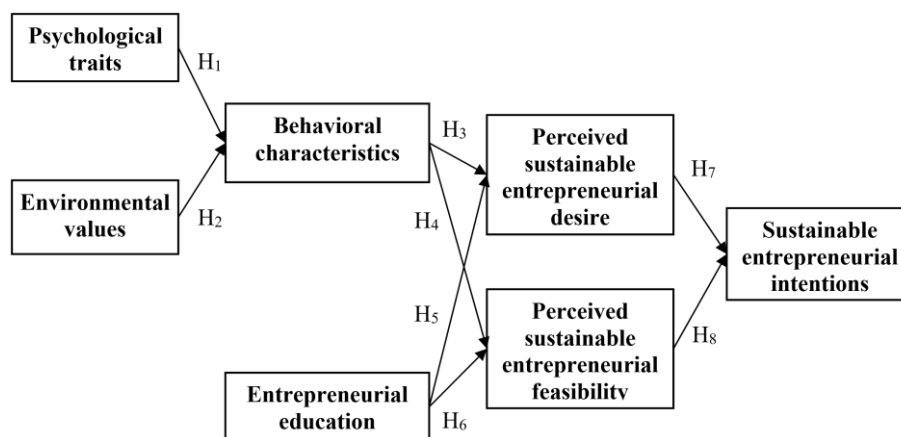 Psychological
traits
H1
Environmental
values
H2
Behavioral
characteristics
H3
H4
Entrepreneurial
education
H5
H6
Perceived
sustainable
entrepreneurial
desire
H7
Perceived
sustainable
entrepreneurial
feasibility
H8
Sustainable
entrepreneurial
intentions